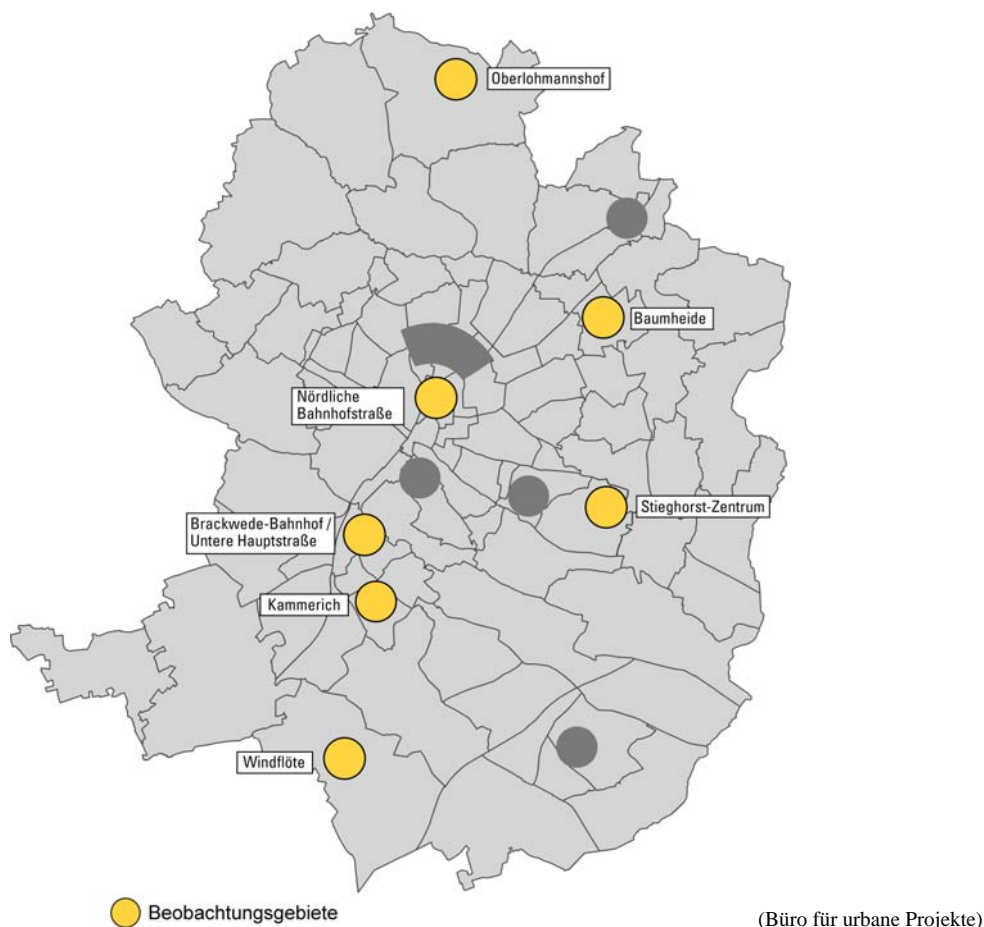 Oberlohmannshof
Baumheide
Nördliche
Bahnhofstraße
Stieghorst-Zentrum
Brackwede-Bahnhof /
Untere Hauptstraße
Kammerich
Windflöte
Beobachtungsgebiete
(Büro für urbane Projekte)